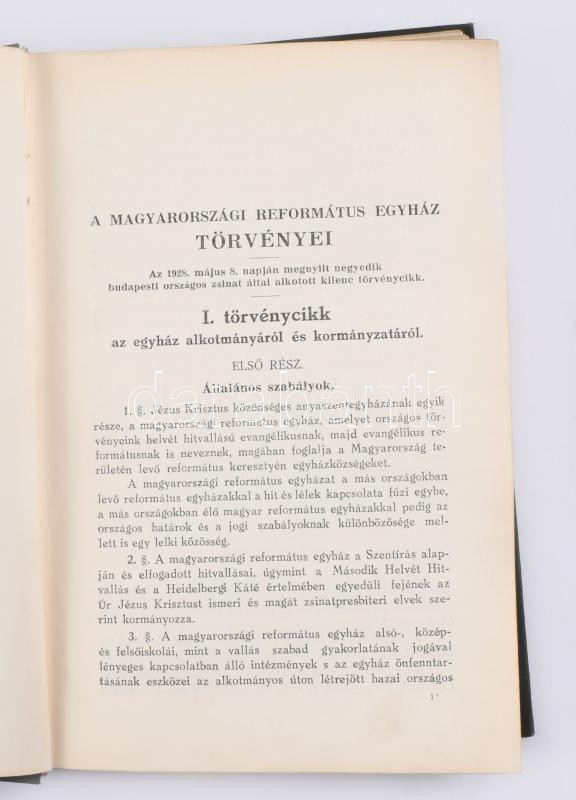 A MAGYARORSZÁGI REFORMÁTUS EGYHÁZ
TÖRVÉNYEI
Az 1928. május 8. napján megnyilt negyedik
budapesti országos zsinat által alkotott kilenc törvénycikk.
I. törvénycikk
az egyház alkotmányáról és kormányzatáról.
ELSŐ RÉSZ.
Általános szabályok.
darabanth
1. §. Jézus Krisztus közönséges anyaszentegyházának egyik
része, a magyarországi református egyház, amelyet országos tör-
vényeink helvét hitvallású evangélikusnak, majd evangélikus re-
formátusnak is neveznek, magában foglalja a Magyarország te-
rületén levő református keresztyén egyházközségeket.
A magyarországi református egyházat a más országokban
levő református egyházakkal a hit és lélek kapcsolata fűzi egybe,
a más országokban élő magyar református egyházakkal pedig az
országos határok és a jogi szabályoknak különbözősége mel-
lett is egy lelki közösség.
2. §. A magyarországi református egyház a Szentírás alap-
ján és elfogadott hitvallásai, úgymint a Második Helvét Hit-
vallás és a Heidelbergi Káté értelmében egyedüli fejének az
Úr Jézus Krisztust ismeri és magát zsinatpresbiteri elvek sze-
rint kormányozza.
3. §. A magyarországi református egyház alsó-, közép-
és felsőiskolái, mint a vallás szabad gyakorlatának jogával
lényeges kapcsolatban álló intézmények s az egyház önfenntar-
tásának eszközei az alkotmányos úton létrejött hazai országos
1*